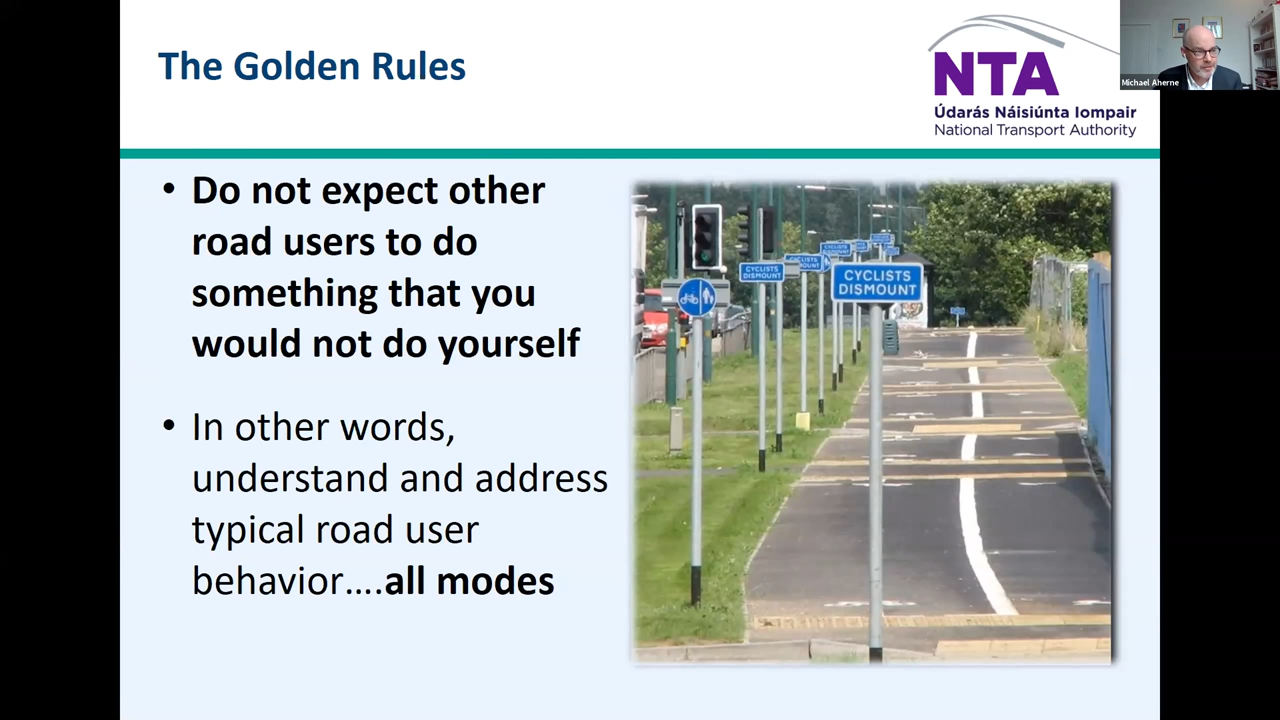 The Golden Rules
NTA
Údarás Náisiúnta Iompair
National Transport Authority
Michael Aherne
• Do not expect other
road users to do
something that you
would not do yourself
• In other words,
understand and address
typical road user
behavior….all modes
CYCLISTS
DISMOUNT
CYCLISTS
DISMOUNT
CYCLISTS
DISMOUNT
CYCLISTS
DISMOUNT